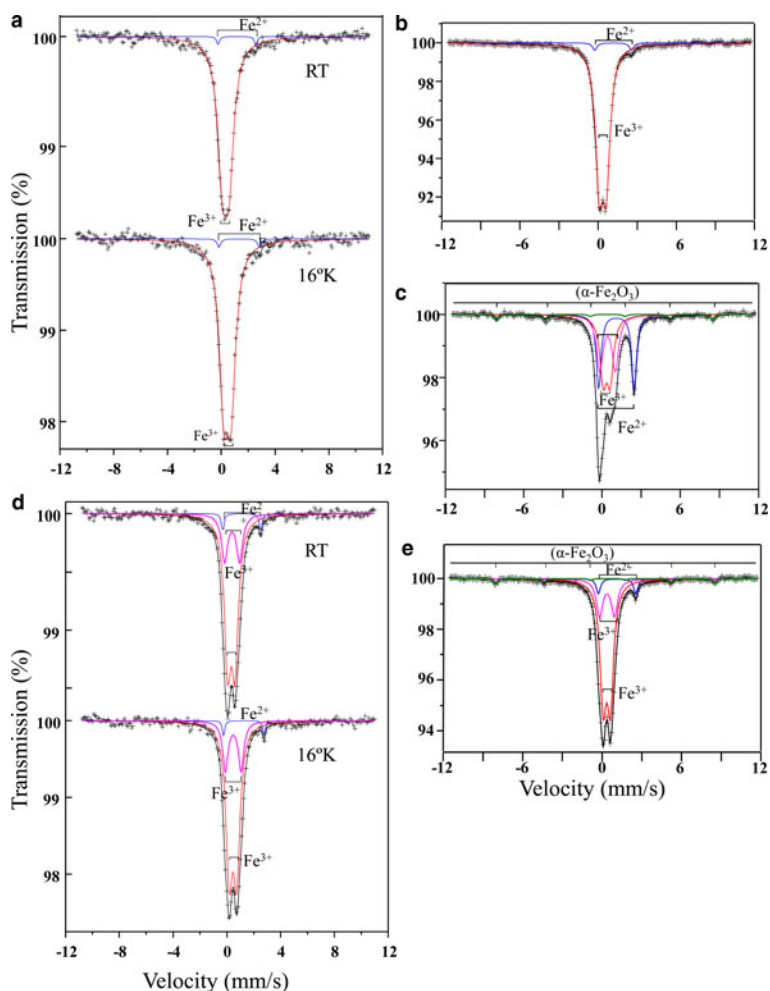 a
Fe2+
100
RT
99
Transmission (%)
Fe3+
Fe2+
100
16ºK
99
98
Fe3+
-12 -8 -4 0 4 8 12
b
100
Fe2+
98
96
Fe3+
94
92
-12 -6 0 6 12
c
(α-Fe2O3)
100
98
Fe3+
Fe2+
96
-12 -6 0 6 12
d
Fe2
+
100
RT
Fe3+
99
Transmission (%)
Fe2+
100
16ºK
99
Fe3+
Fe3+
98
-12 -8 -4 0 4 8 12
Velocity (mm/s)
e
(α-Fe2O3)
Fe2+
100
98
Fe3+
96
Fe3+
94
-12 -6 0 6 12
Velocity (mm/s)